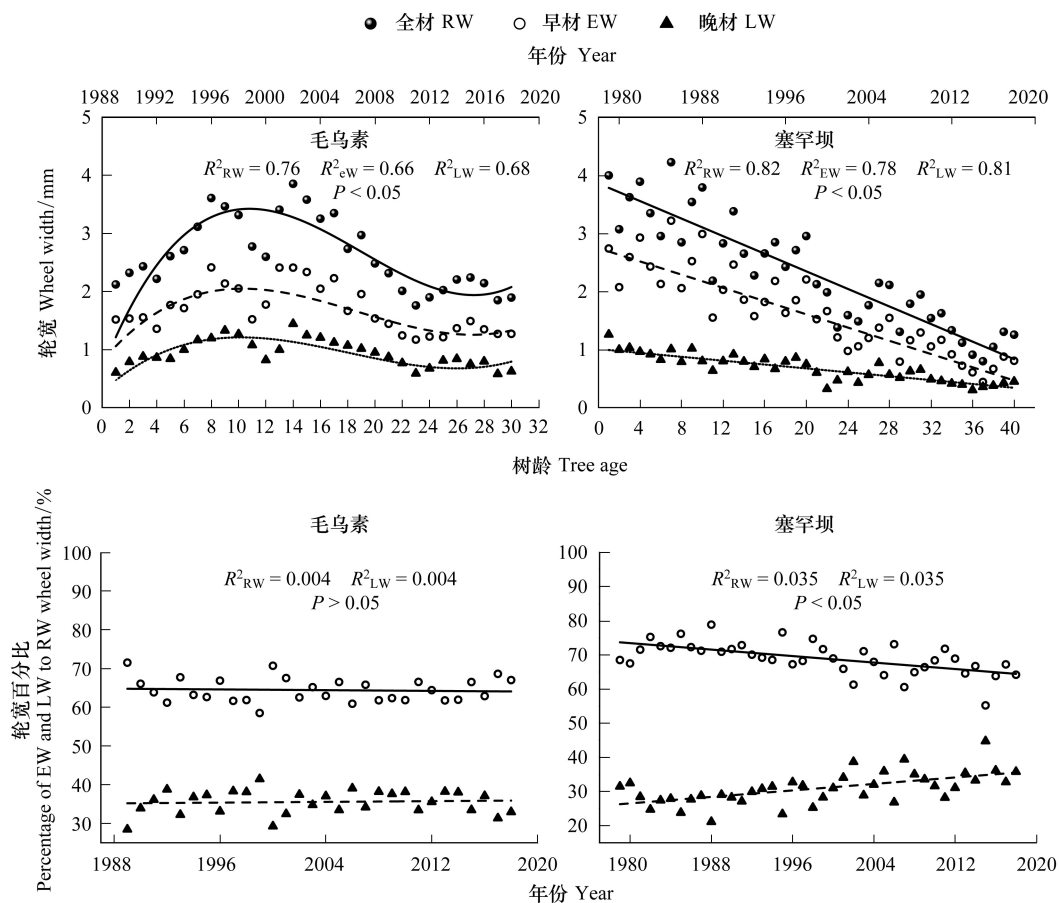 全材 RW 早材 EW 晚材 LW
年份 Year
1988 1992 1996 2000 2004 2008 2012 2016 2020
1980 1984 1988 1992 1996 2000 2004 2008 2012 2020
毛乌素
R²RW = 0.76 R²eW = 0.66 R²LW = 0.68
P < 0.05
塞罕坝
R²RW = 0.82 R²EW = 0.78 R²LW = 0.81
P < 0.05
轮宽 Wheel width/mm
5
4
3
2
1
0
0 2 4 6 8 10 12 14 16 18 20 22 24 26 28 30 32
5
4
3
2
1
0
0 1 4 8 12 16 20 24 28 32 36 40
树龄 Tree age
毛乌素
R²RW = 0.004 R²LW = 0.004
P > 0.05
塞罕坝
R²RW = 0.035 R²LW = 0.035
P < 0.05
轮宽百分比
Percentage of EW and LW to RW wheel width/%
100
90
80
70
60
50
40
30
1988 1996 2004 2012 2020
100
90
80
70
60
50
40
30
20
1980 1988 1996 2004 2012 2020
年份 Year